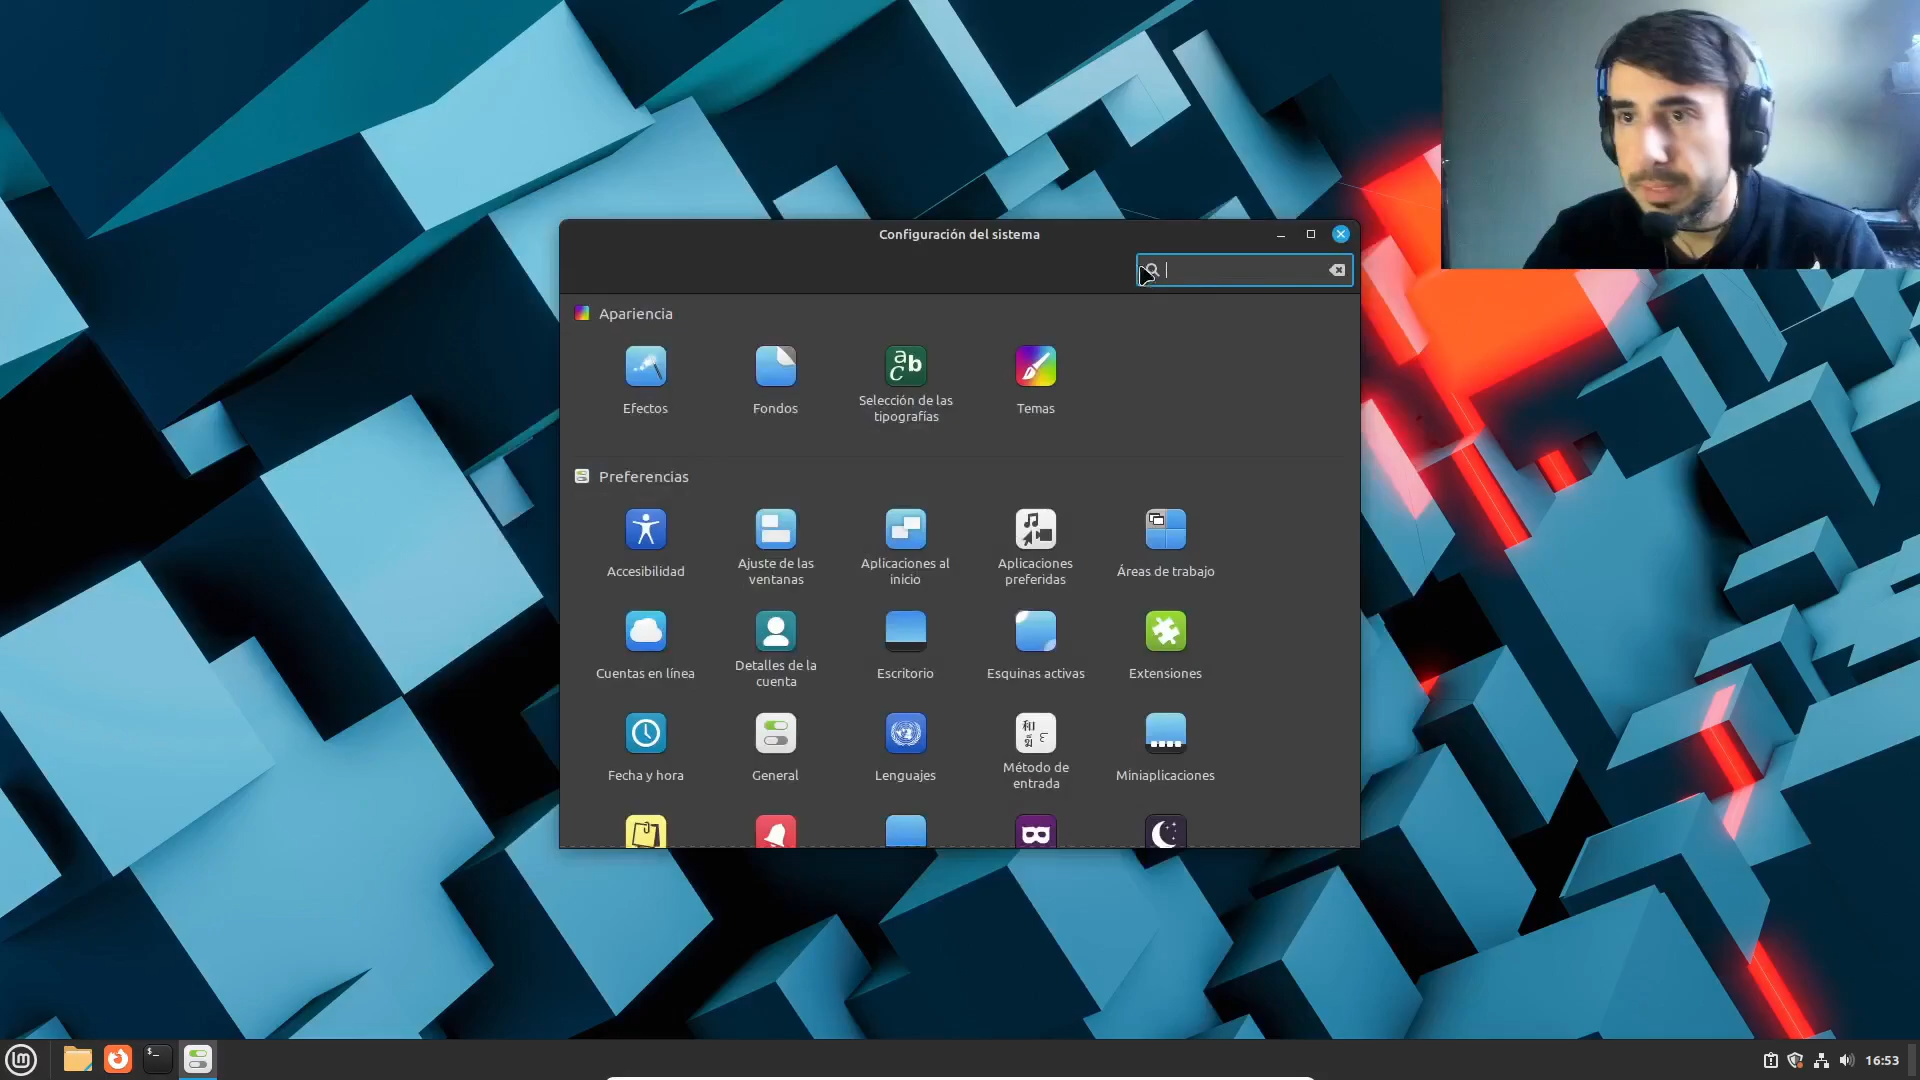 Configuración del sistema
Apariencia
Efectos
Fondos
Selección de las
tipografías
Temas
Preferencias
Accesibilidad
Ajuste de las
ventanas
Aplicaciones al
inicio
Aplicaciones
preferidas
Áreas de trabajo
Cuentas en línea
Detalles de la
cuenta
Escritorio
Esquinas activas
Extensiones
Fecha y hora
General
Lenguajes
Método de
entrada
Miniaplicaciones
16:53